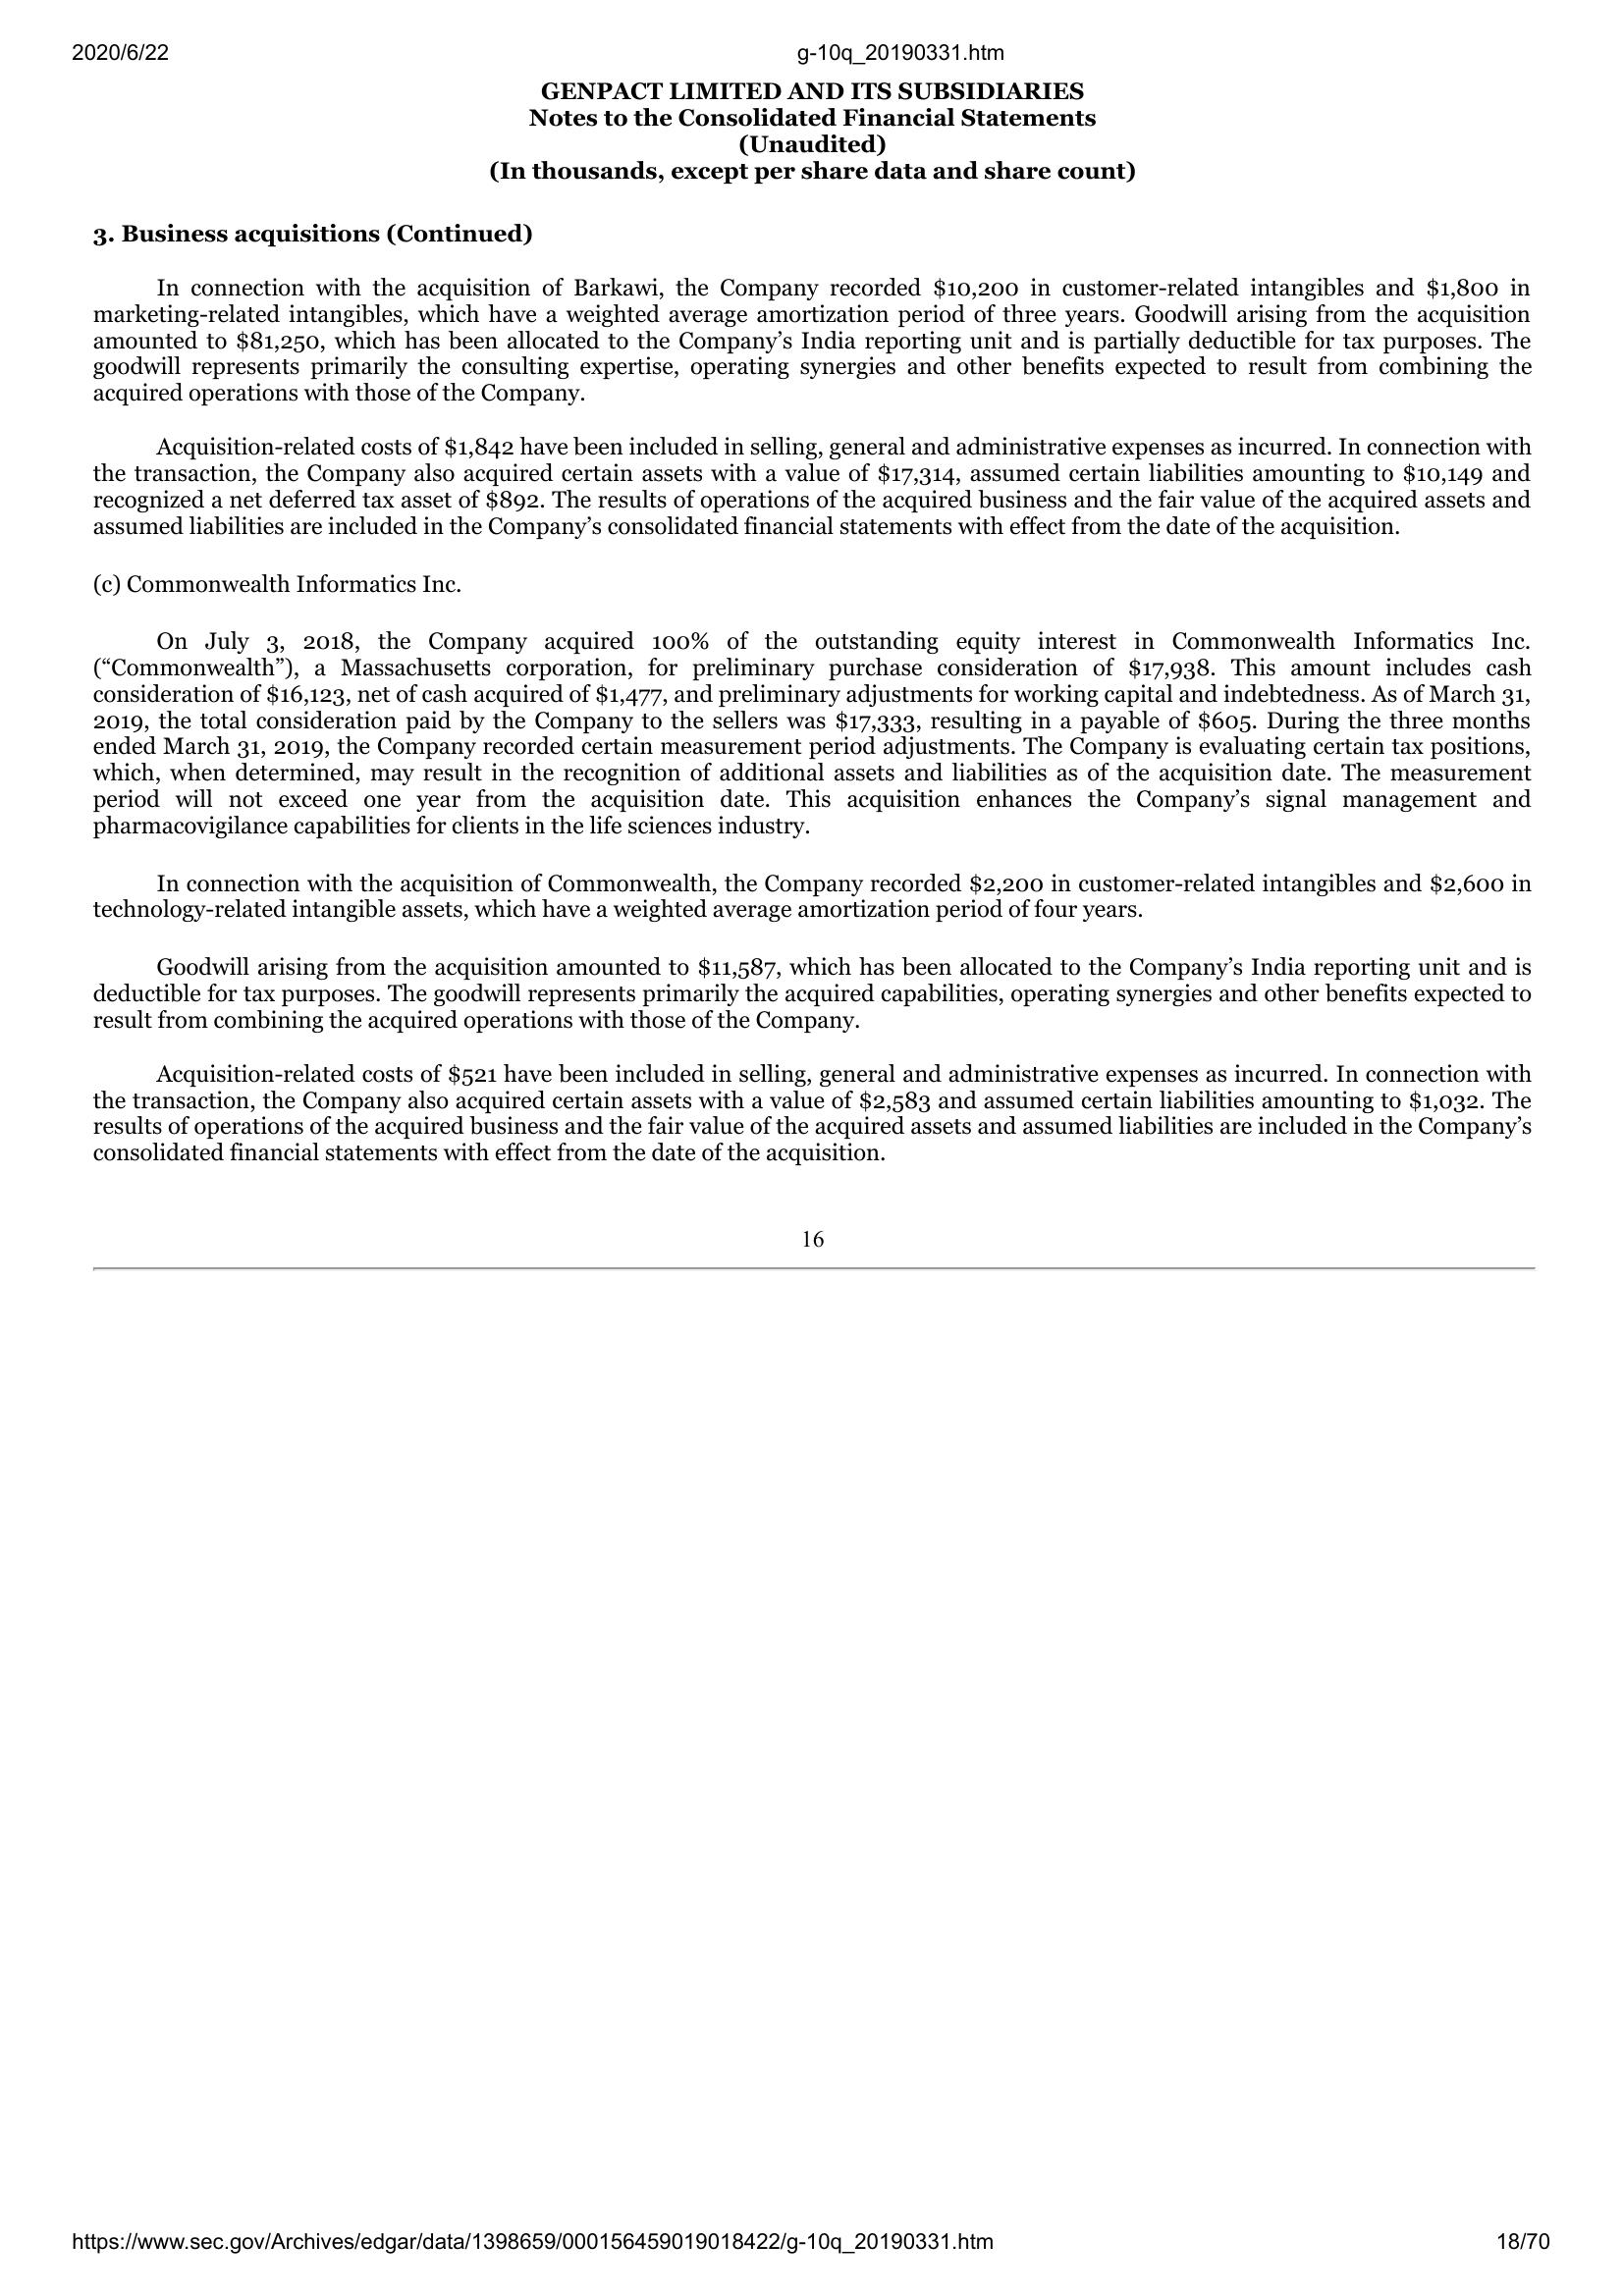 2020/6/22 g-10q_20190331.htm
GENPACT LIMITED AND ITS SUBSIDIARIES
Notes to the Consolidated Financial Statements
(Unaudited)
(In thousands, except per share data and share count)
3. Business acquisitions (Continued)
In connection with the acquisition of Barkawi, the Company recorded $10,200 in customer-related intangibles and $1,800 in
marketing-related intangibles, which have a weighted average amortization period of three years. Goodwill arising from the acquisition
amounted to $81,250, which has been allocated to the Company’s India reporting unit and is partially deductible for tax purposes. The
goodwill represents primarily the consulting expertise, operating synergies and other benefits expected to result from combining the
acquired operations with those of the Company.
Acquisition-related costs of $1,842 have been included in selling, general and administrative expenses as incurred. In connection with
the transaction, the Company also acquired certain assets with a value of $17,314, assumed certain liabilities amounting to $10,149 and
recognized a net deferred tax asset of $892. The results of operations of the acquired business and the fair value of the acquired assets and
assumed liabilities are included in the Company’s consolidated financial statements with effect from the date of the acquisition.
(c) Commonwealth Informatics Inc.
On July 3, 2018, the Company acquired 100% of the outstanding equity interest in Commonwealth Informatics Inc.
(“Commonwealth”), a Massachusetts corporation, for preliminary purchase consideration of $17,938. This amount includes cash
consideration of $16,123, net of cash acquired of $1,477, and preliminary adjustments for working capital and indebtedness. As of March 31,
2019, the total consideration paid by the Company to the sellers was $17,333, resulting in a payable of $605. During the three months
ended March 31, 2019, the Company recorded certain measurement period adjustments. The Company is evaluating certain tax positions,
which, when determined, may result in the recognition of additional assets and liabilities as of the acquisition date. The measurement
period will not exceed one year from the acquisition date. This acquisition enhances the Company’s signal management and
pharmacovigilance capabilities for clients in the life sciences industry.
In connection with the acquisition of Commonwealth, the Company recorded $2,200 in customer-related intangibles and $2,600 in
technology-related intangible assets, which have a weighted average amortization period of four years.
Goodwill arising from the acquisition amounted to $11,587, which has been allocated to the Company’s India reporting unit and is
deductible for tax purposes. The goodwill represents primarily the acquired capabilities, operating synergies and other benefits expected to
result from combining the acquired operations with those of the Company.
Acquisition-related costs of $521 have been included in selling, general and administrative expenses as incurred. In connection with
the transaction, the Company also acquired certain assets with a value of $2,583 and assumed certain liabilities amounting to $1,032. The
results of operations of the acquired business and the fair value of the acquired assets and assumed liabilities are included in the Company’s
consolidated financial statements with effect from the date of the acquisition.
16
https://www.sec.gov/Archives/edgar/data/1398659/000156459019018422/g-10q_20190331.htm 18/70